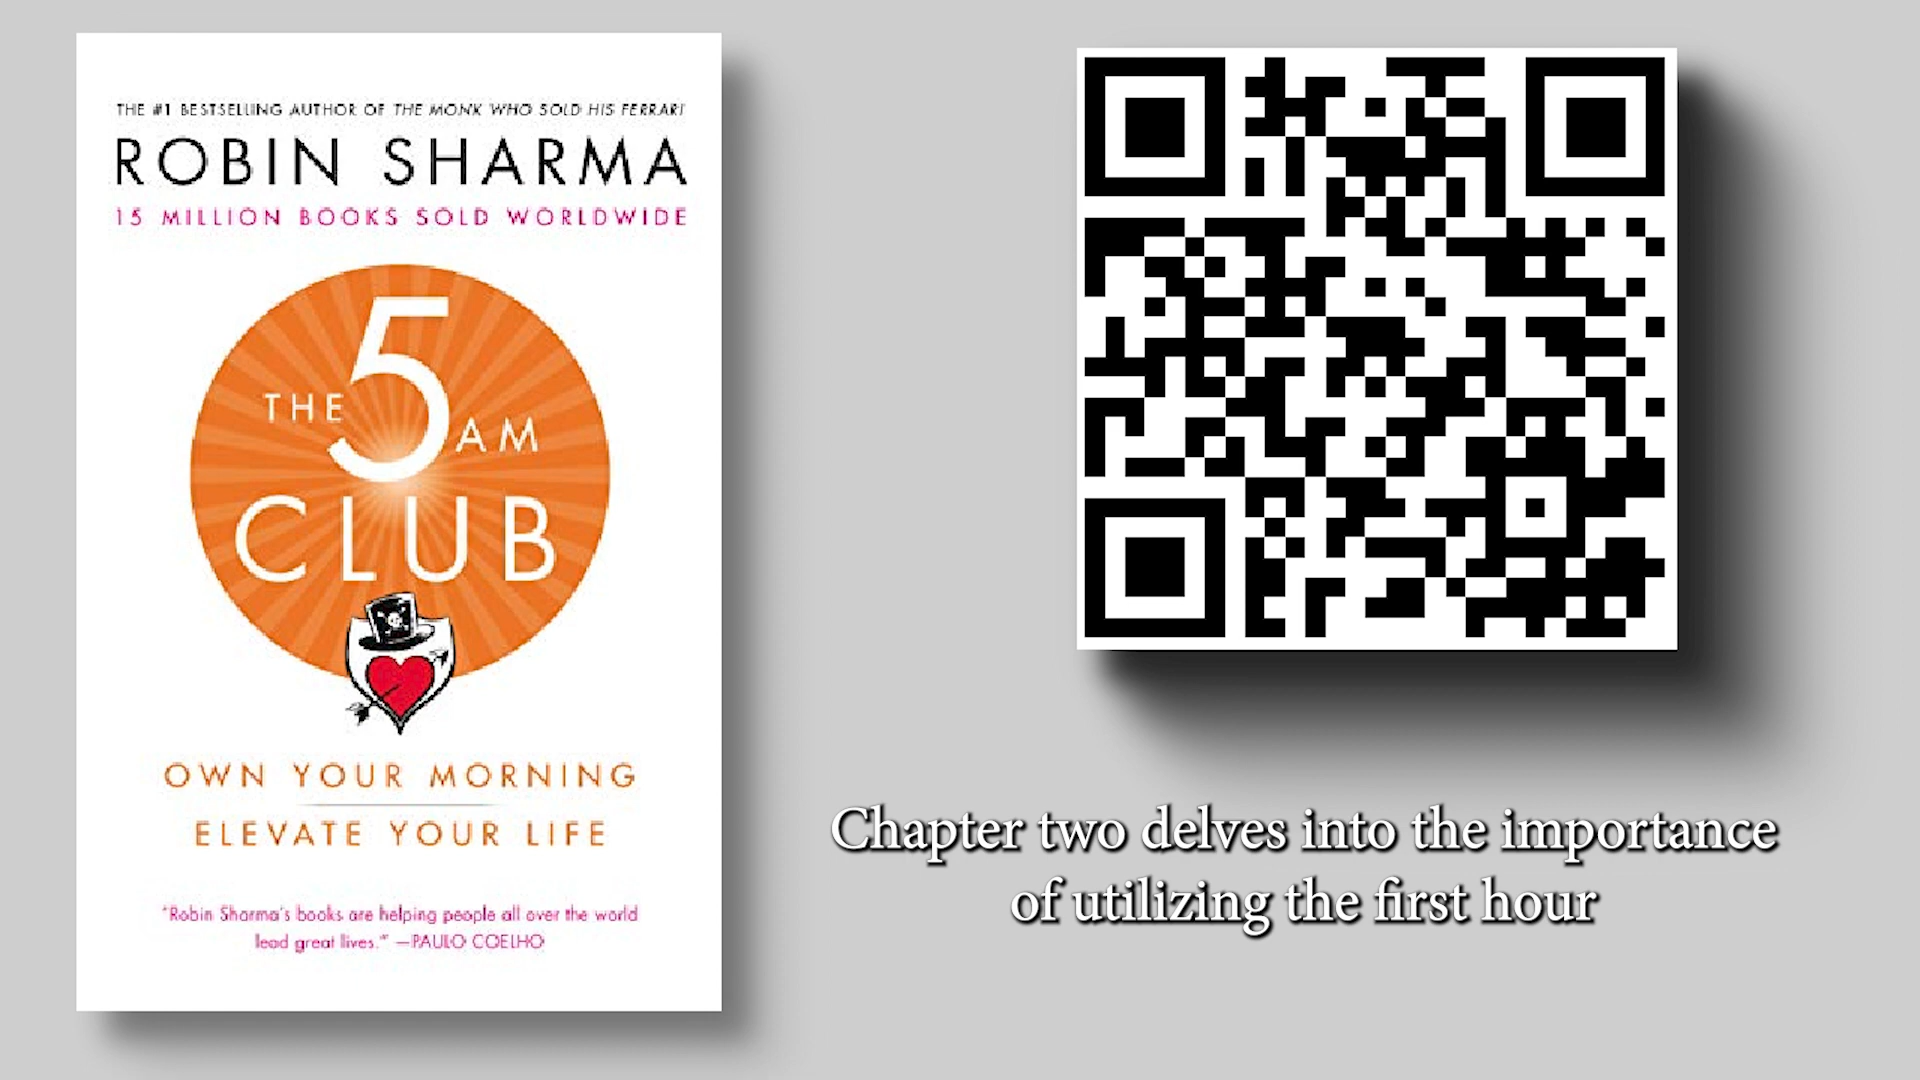 THE #1 BESTSELLING AUTHOR OF THE MONK WHO SOLD HIS FERRARI
ROBIN SHARMA
15 MILLION BOOKS SOLD WORLDWIDE
THE 5 AM
CLUB
OWN YOUR MORNING
ELEVATE YOUR LIFE
"Robin Sharma's books are helping people all over the world
lead great lives." —PAULO COELHO
Chapter two delves into the importance
of utilizing the first hour